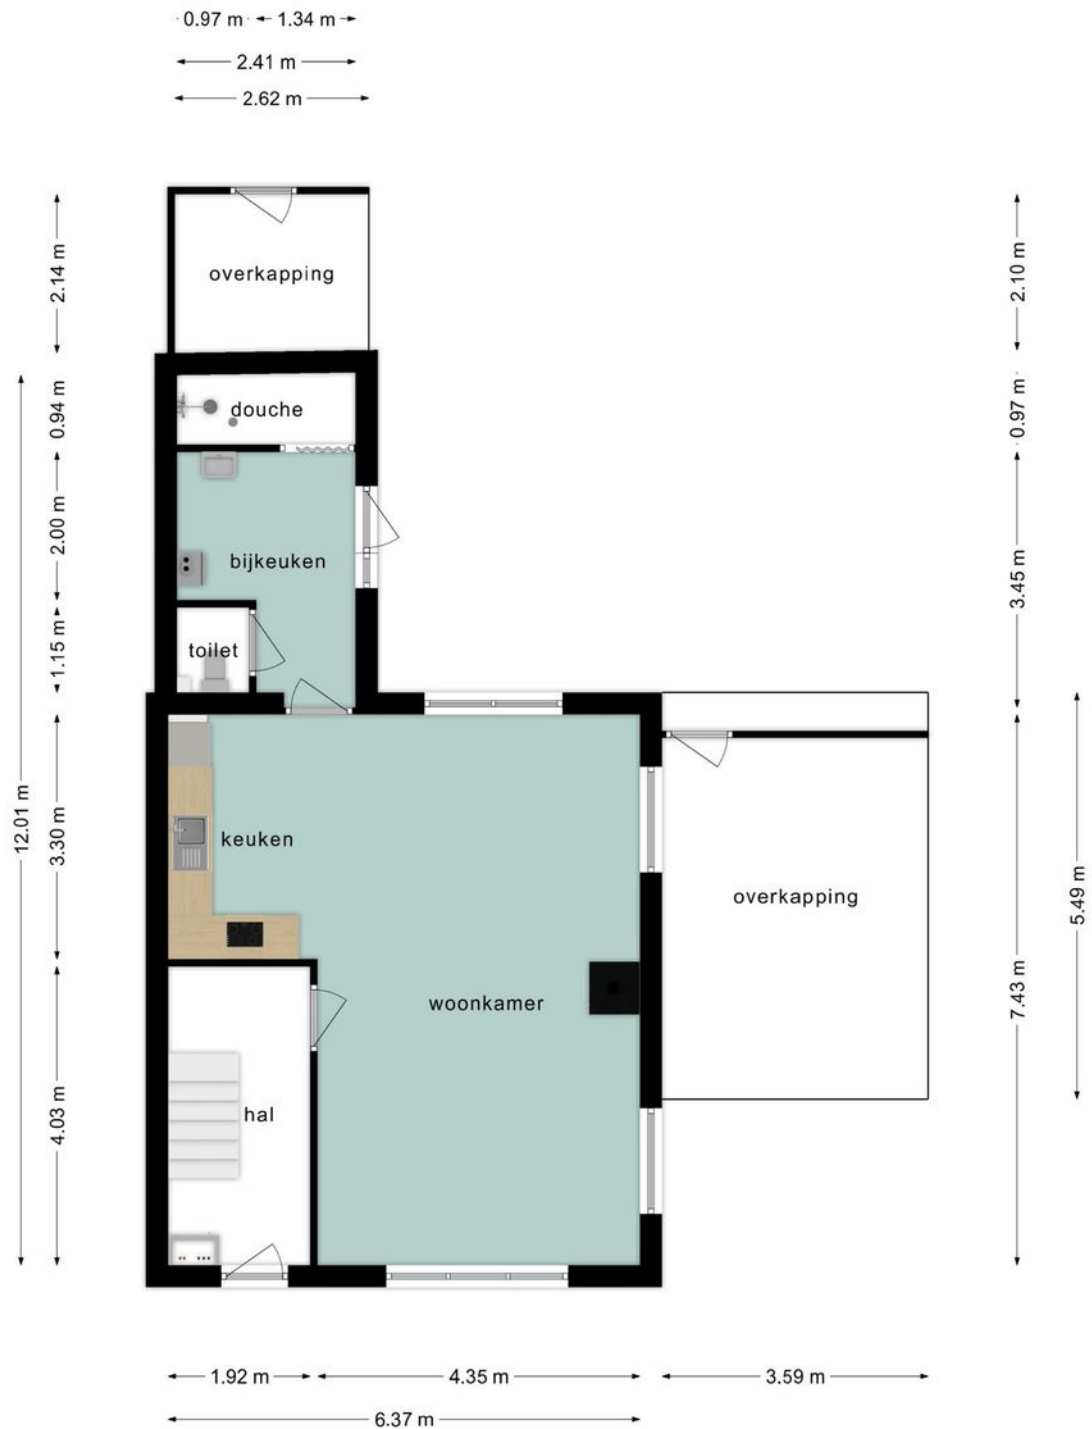 0.97 m
1.34 m
2.41 m
2.62 m
2.14 m
overkapping
2.10 m
0.94 m
douche
0.97 m
2.00 m
bijkeuken
3.45 m
1.15 m
toilet
12.01 m
3.30 m
keuken
overkapping
5.49 m
woonkamer
7.43 m
4.03 m
hal
1.92 m
4.35 m
3.59 m
6.37 m